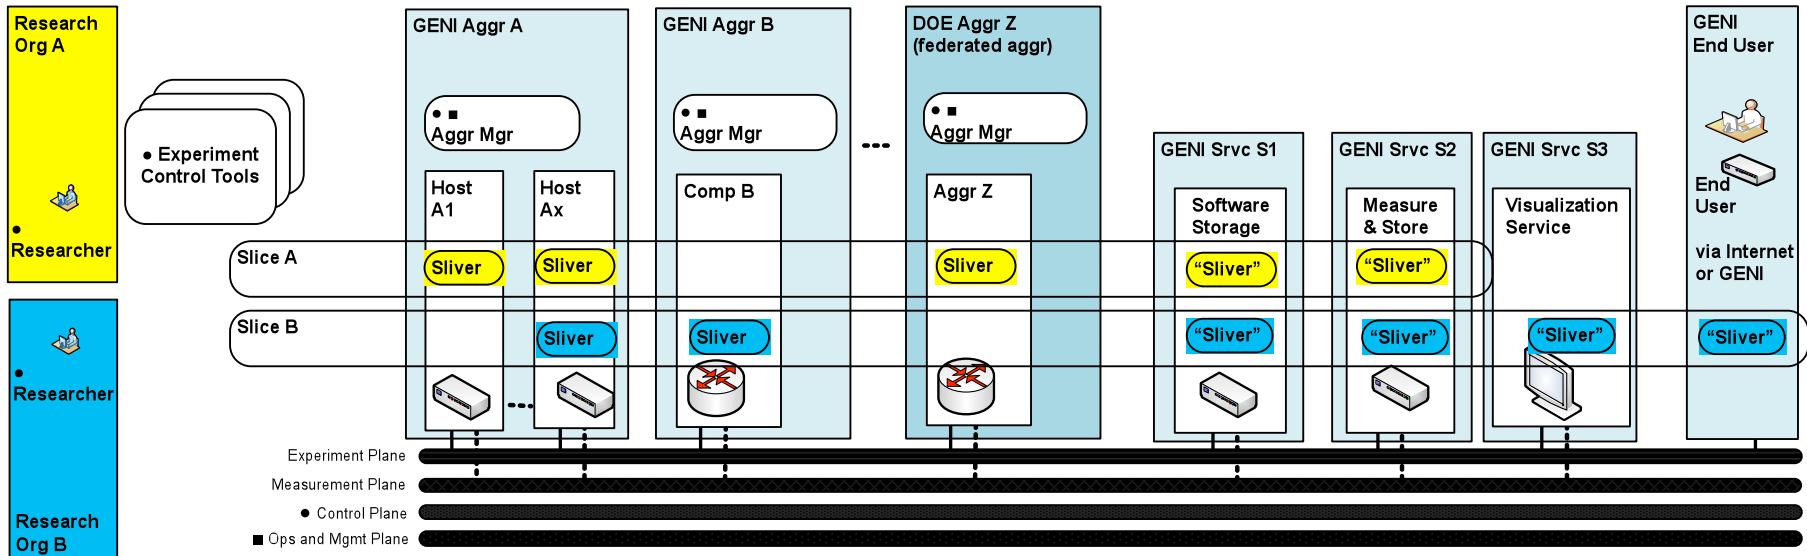 Research
Org A
● Researcher
● Experiment
Control Tools
GENI Aggr A
● ■
Aggr Mgr
Host
A1
Host
Ax
GENI Aggr B
● ■
Aggr Mgr
Comp B
DOE Aggr Z
(federated aggr)
● ■
Aggr Mgr
Aggr Z
GENI Srvc S1
Software
Storage
GENI Srvc S2
Measure
& Store
GENI Srvc S3
Visualization
Service
GENI
End User
End
User
via Internet
or GENI
Slice A
Sliver
Sliver
Sliver
“Sliver”
“Sliver”
Slice B
Sliver
Sliver
“Sliver”
“Sliver”
“Sliver”
“Sliver”
● Researcher
Research
Org B
Experiment Plane
Measurement Plane
● Control Plane
■ Ops and Mgmt Plane